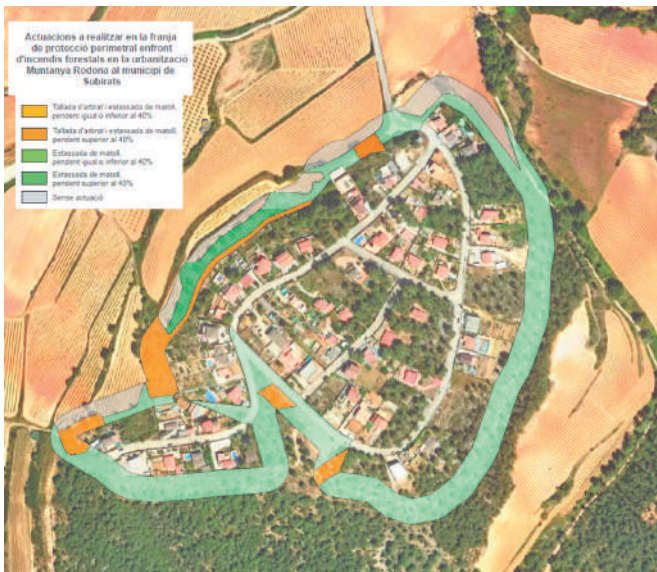 Actuacions a realitzar en la franja
de protecció perimetral enfront
d'incendis forestals en la urbanització
Muntanya Rodona al municipi de
Subirats
Tallada d'arbrat i estassada de matoll,
pendent igual o inferior al 40%
Tallada d'arbrat i estassada de matoll,
pendent superior al 40%
Estassada de matoll,
pendent igual o inferior al 40%
Estassada de matoll,
pendent superior al 40%
Sense actuació